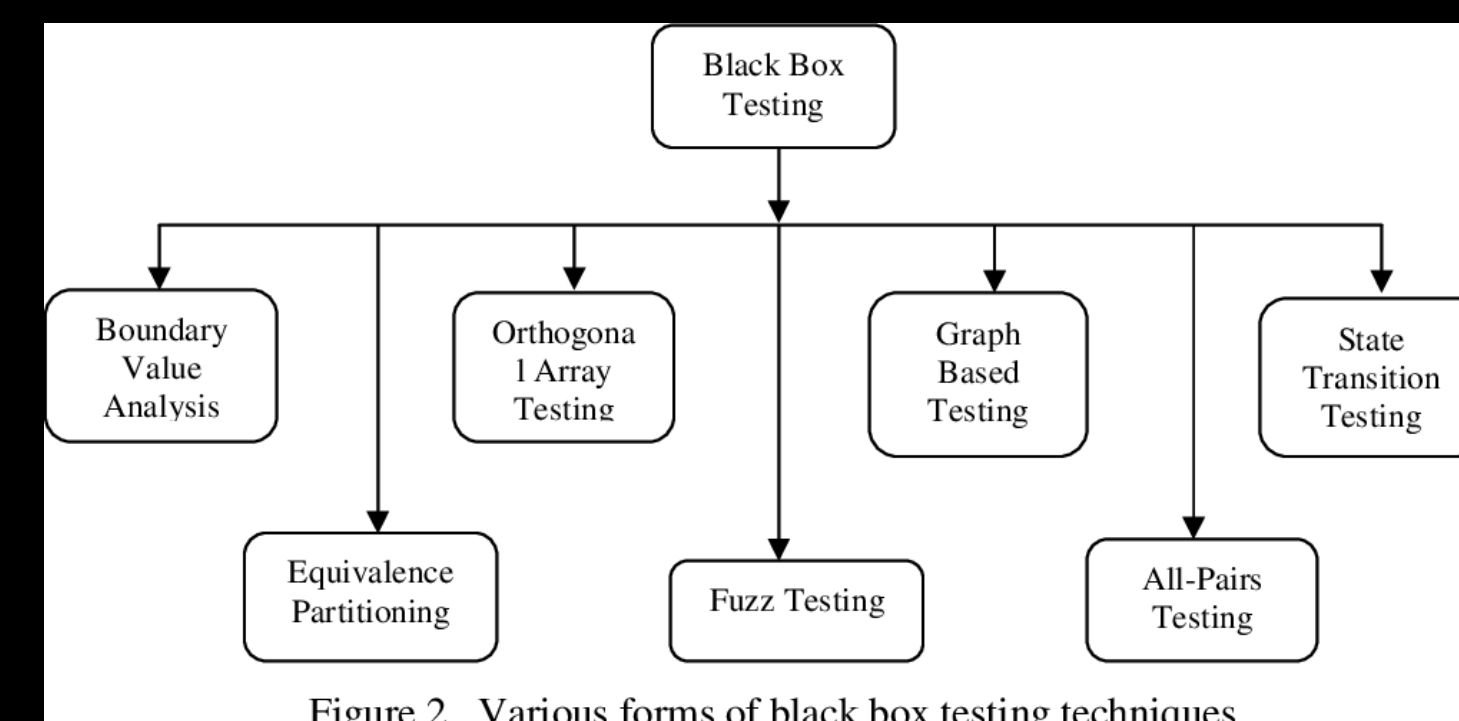 Black Box
Testing
Boundary
Value
Analysis
Orthogona
l Array
Testing
Graph
Based
Testing
State
Transition
Testing
Equivalence
Partitioning
Fuzz Testing
All-Pairs
Testing
Figure 2. Various forms of black box testing techniques